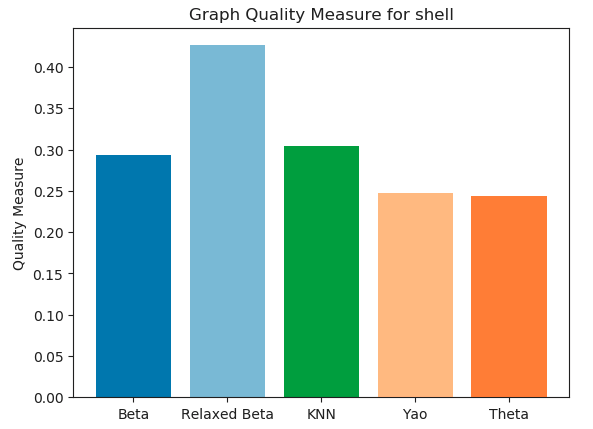 Graph Quality Measure for shell
Quality Measure
0.40
0.35
0.30
0.25
0.20
0.15
0.10
0.05
0.00
Beta
Relaxed Beta
KNN
Yao
Theta